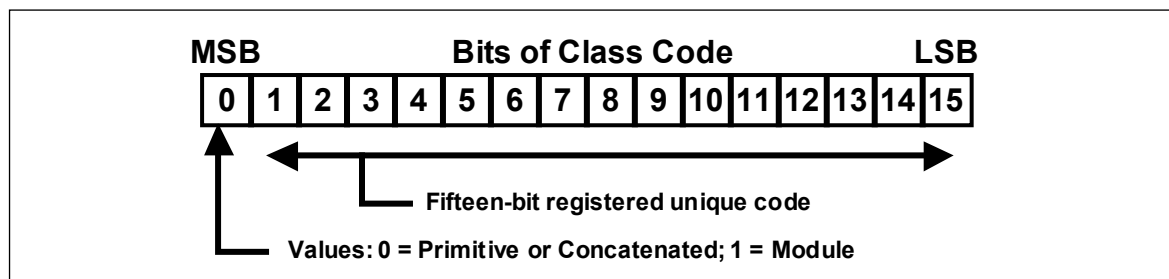 MSB Bits of Class Code LSB
0 1 2 3 4 5 6 7 8 9 10 11 12 13 14 15
Fifteen-bit registered unique code
Values: 0 = Primitive or Concatenated; 1 = Module